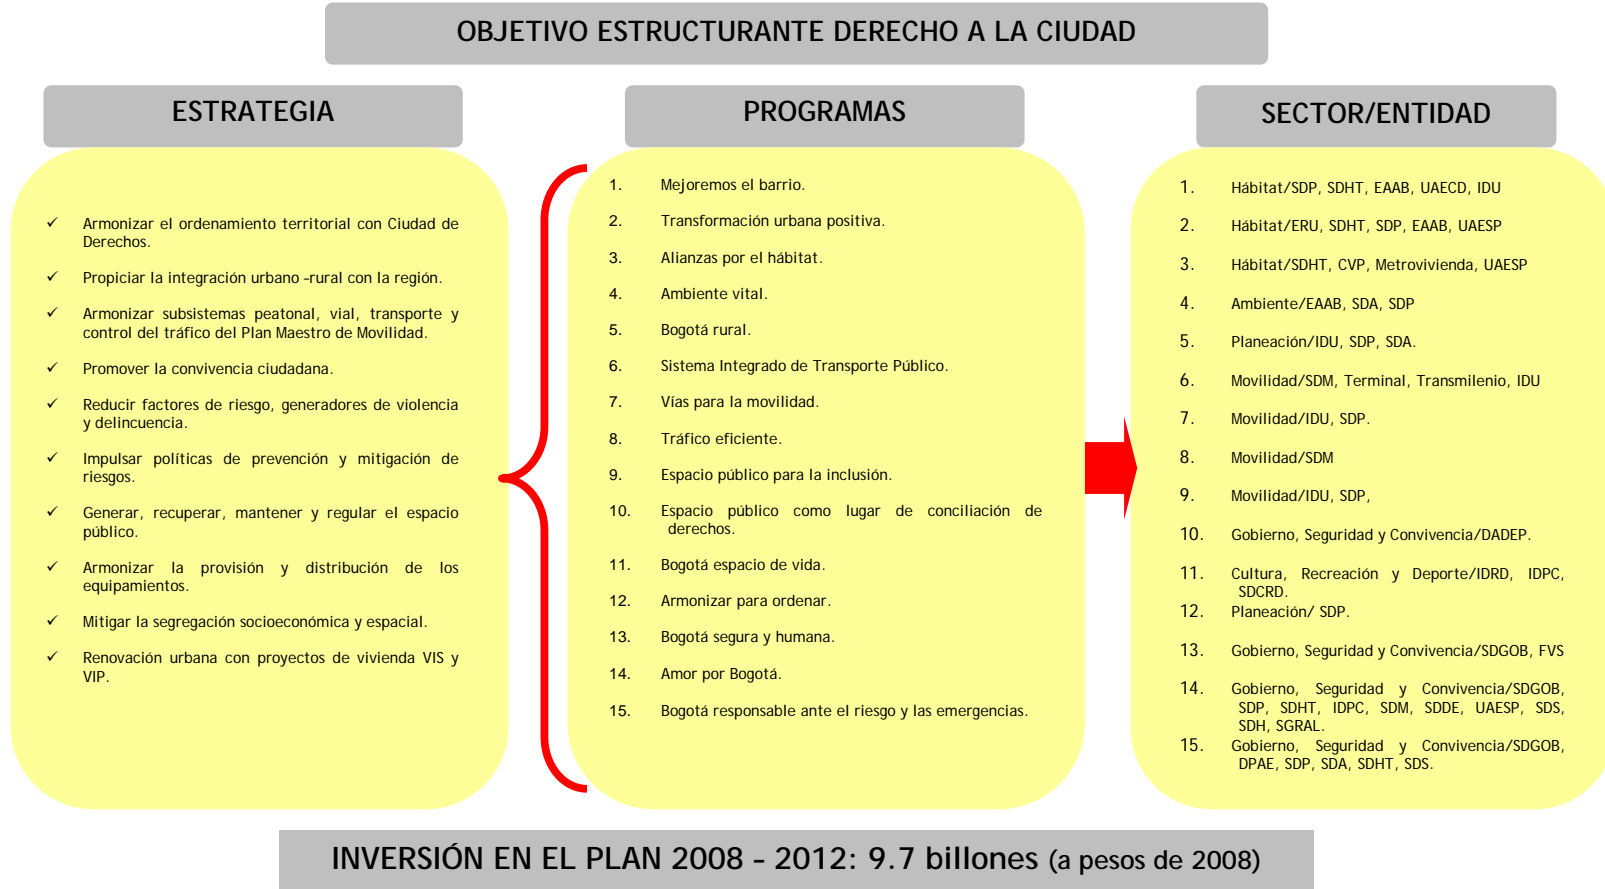 OBJETIVO ESTRUCTURANTE DERECHO A LA CIUDAD
ESTRATEGIA
✓ Armonizar el ordenamiento territorial con Ciudad de
Derechos.
✓ Propiciar la integración urbano -rural con la región.
✓ Armonizar subsistemas peatonal, vial, transporte y
control del tráfico del Plan Maestro de Movilidad.
✓ Promover la convivencia ciudadana.
✓ Reducir factores de riesgo, generadores de violencia
y delincuencia.
✓ Impulsar políticas de prevención y mitigación de
riesgos.
✓ Generar, recuperar, mantener y regular el espacio
público.
✓ Armonizar la provisión y distribución de los
equipamientos.
✓ Mitigar la segregación socioeconómica y espacial.
✓ Renovación urbana con proyectos de vivienda VIS y
VIP.
PROGRAMAS
1. Mejoremos el barrio.
2. Transformación urbana positiva.
3. Alianzas por el hábitat.
4. Ambiente vital.
5. Bogotá rural.
6. Sistema Integrado de Transporte Público.
7. Vías para la movilidad.
8. Tráfico eficiente.
9. Espacio público para la inclusión.
10. Espacio público como lugar de conciliación de
derechos.
11. Bogotá espacio de vida.
12. Armonizar para ordenar.
13. Bogotá segura y humana.
14. Amor por Bogotá.
15. Bogotá responsable ante el riesgo y las emergencias.
SECTOR/ENTIDAD
1. Hábitat/SDP, SDHT, EAAB, UAECD, IDU
2. Hábitat/ERU, SDHT, SDP, EAAB, UAESP
3. Hábitat/SDHT, CVP, Metrovivienda, UAESP
4. Ambiente/EAAB, SDA, SDP
5. Planeación/IDU, SDP, SDA.
6. Movilidad/SDM, Terminal, Transmilenio, IDU
7. Movilidad/IDU, SDP.
8. Movilidad/SDM
9. Movilidad/IDU, SDP,
10. Gobierno, Seguridad y Convivencia/DADEP.
11. Cultura, Recreación y Deporte/IDRD, IDPC,
SDCRD.
12. Planeación/ SDP.
13. Gobierno, Seguridad y Convivencia/SDGOB, FVS
14. Gobierno, Seguridad y Convivencia/SDGOB,
SDP, SDHT, IDPC, SDM, SDDE, UAESP, SDS,
SDH, SGRAL.
15. Gobierno, Seguridad y Convivencia/SDGOB,
DPAE, SDP, SDA, SDHT, SDS.
INVERSIÓN EN EL PLAN 2008 – 2012: 9.7 billones (a pesos de 2008)